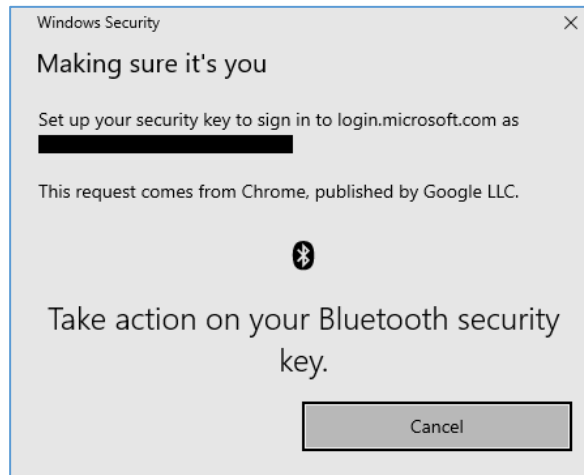 Windows Security
Making sure it's you
Set up your security key to sign in to login.microsoft.com as
This request comes from Chrome, published by Google LLC.
Take action on your Bluetooth security
key.
Cancel